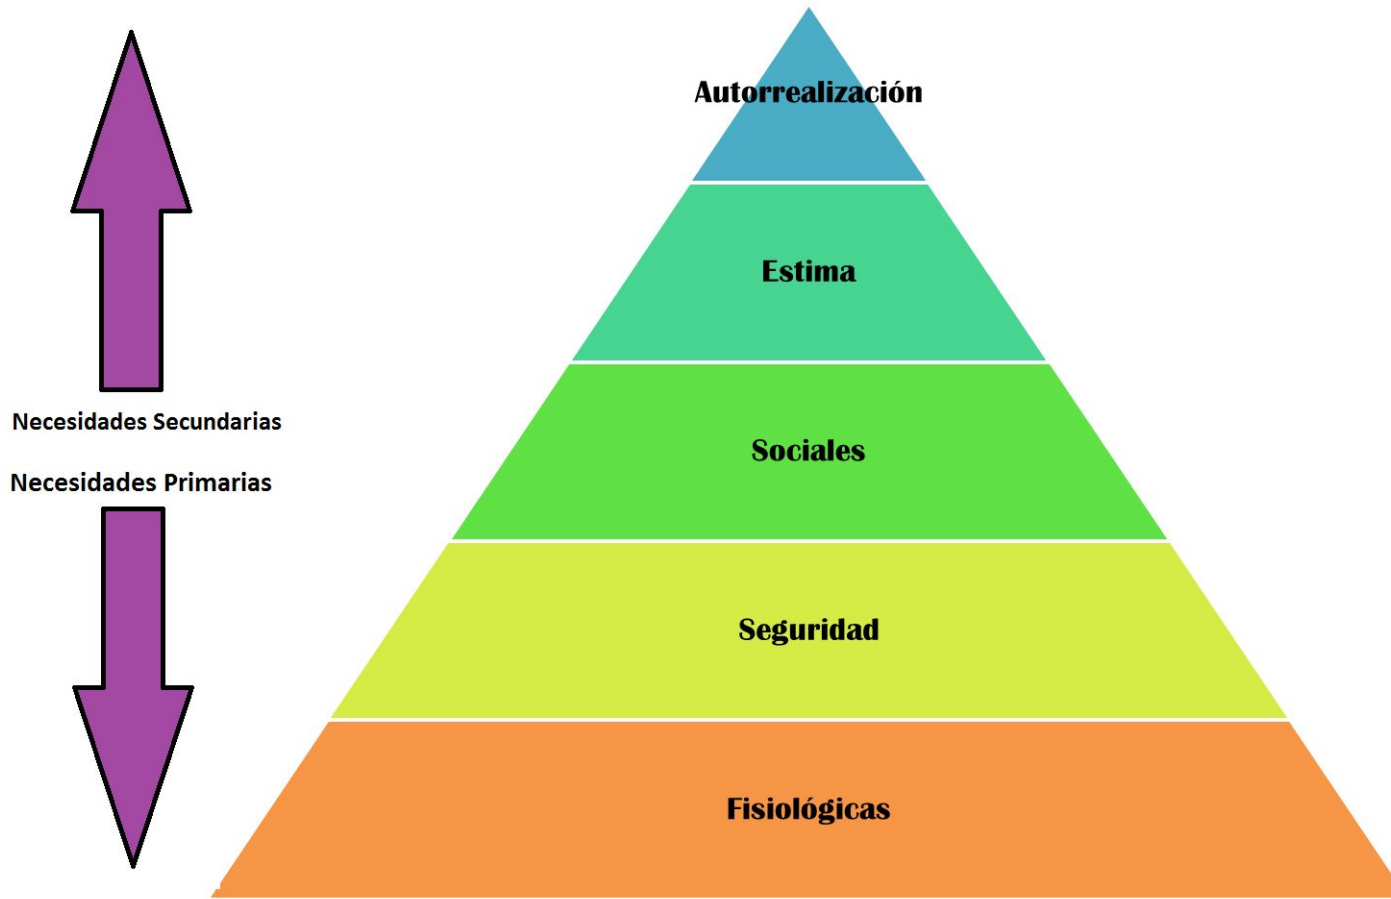 Autorrealización
Estima
Necesidades Secundarias
Sociales
Necesidades Primarias
Seguridad
Fisiológicas